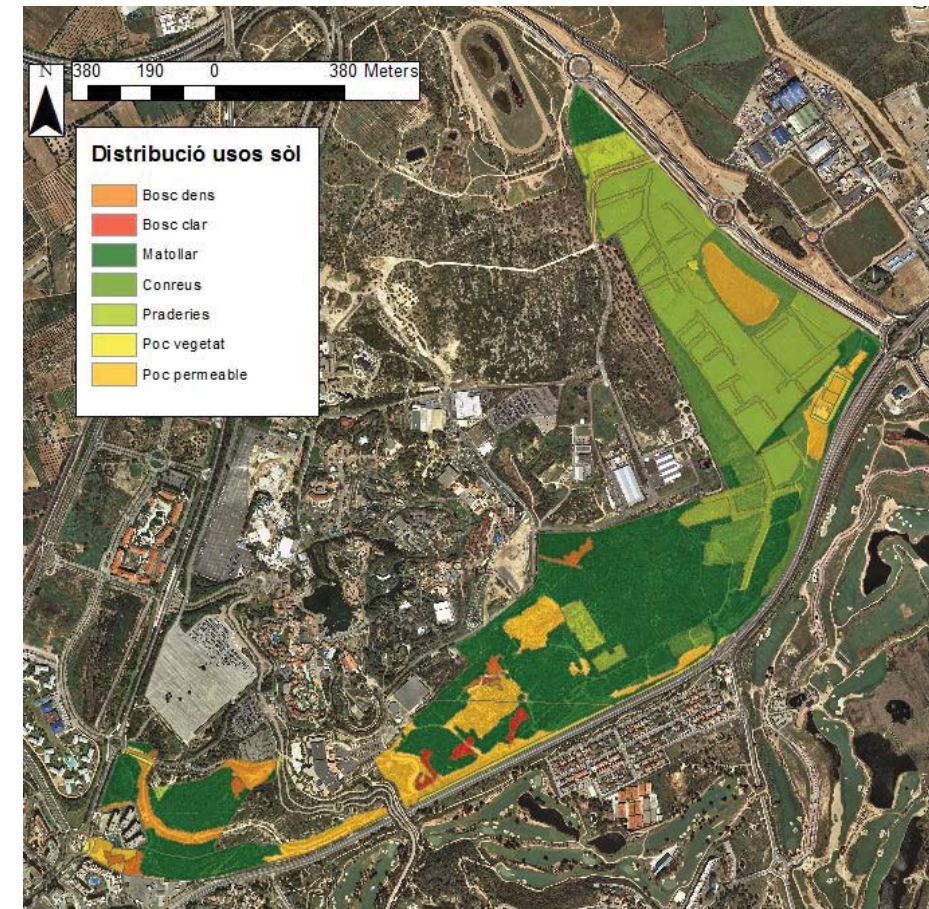 N
380 190 0 380 Meters
Distribució usos sòl
Bosc dens
Bosc clar
Matollar
Conreus
Praderies
Poc vegetat
Poc permeable